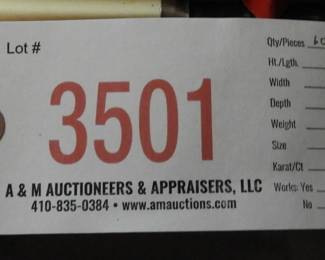 Lot #
3501
A & M AUCTIONEERS & APPRAISERS, LLC
410-835-0384 • www.amauctions.com
Qty/Pieces
Ht./Lgth.
Width
Depth
Weight
Size
Karat/Ct
Works: Yes
No